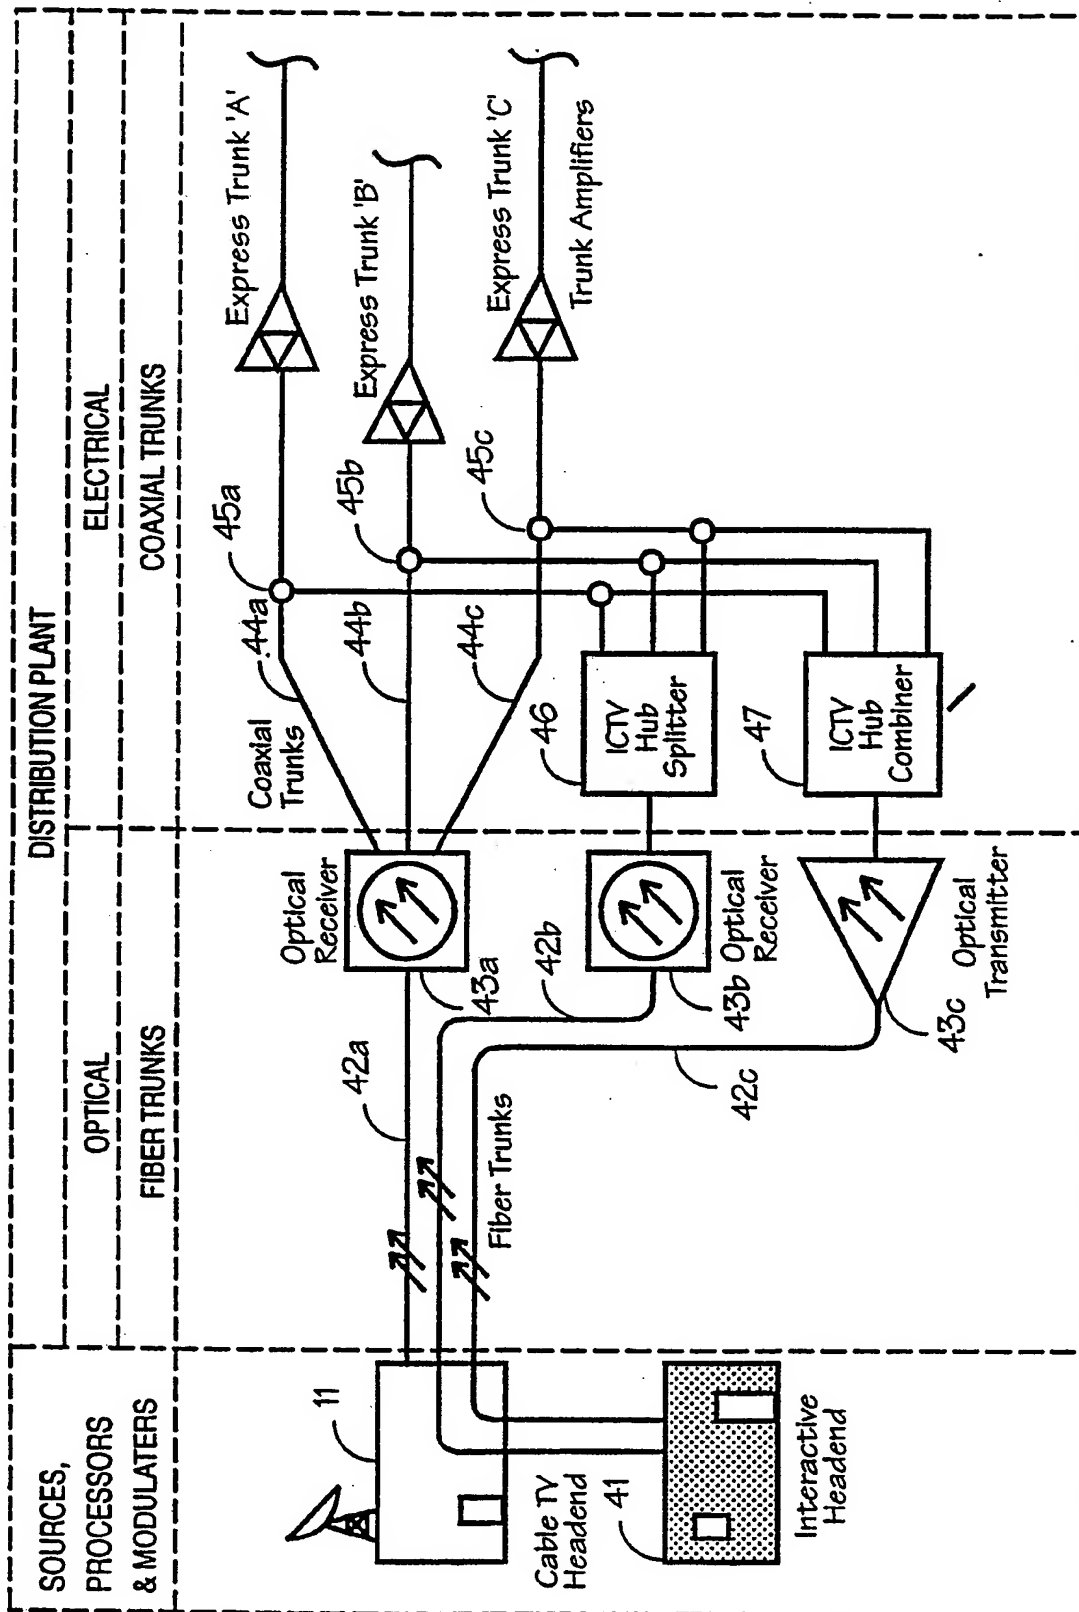 DISTRIBUTION PLANT
SOURCES,
PROCESSORS
& MODULATERS
OPTICAL
ELECTRICAL
FIBER TRUNKS
COAXIAL TRUNKS
Express Trunk 'A'
Express Trunk 'B'
Express Trunk 'C'
Trunk Amplifiers
45a
45b
45c
44a
44b
44c
Coaxial
Trunks
Optical
Receiver
43a
42a
11
Cable TV
Headend
Fiber Trunks
42b
42c
46
ICTV
Hub
Splitter
Optical
Receiver
43b
47
ICTV
Hub
Combiner
Optical
Transmitter
43c
41
Interactive
Headend